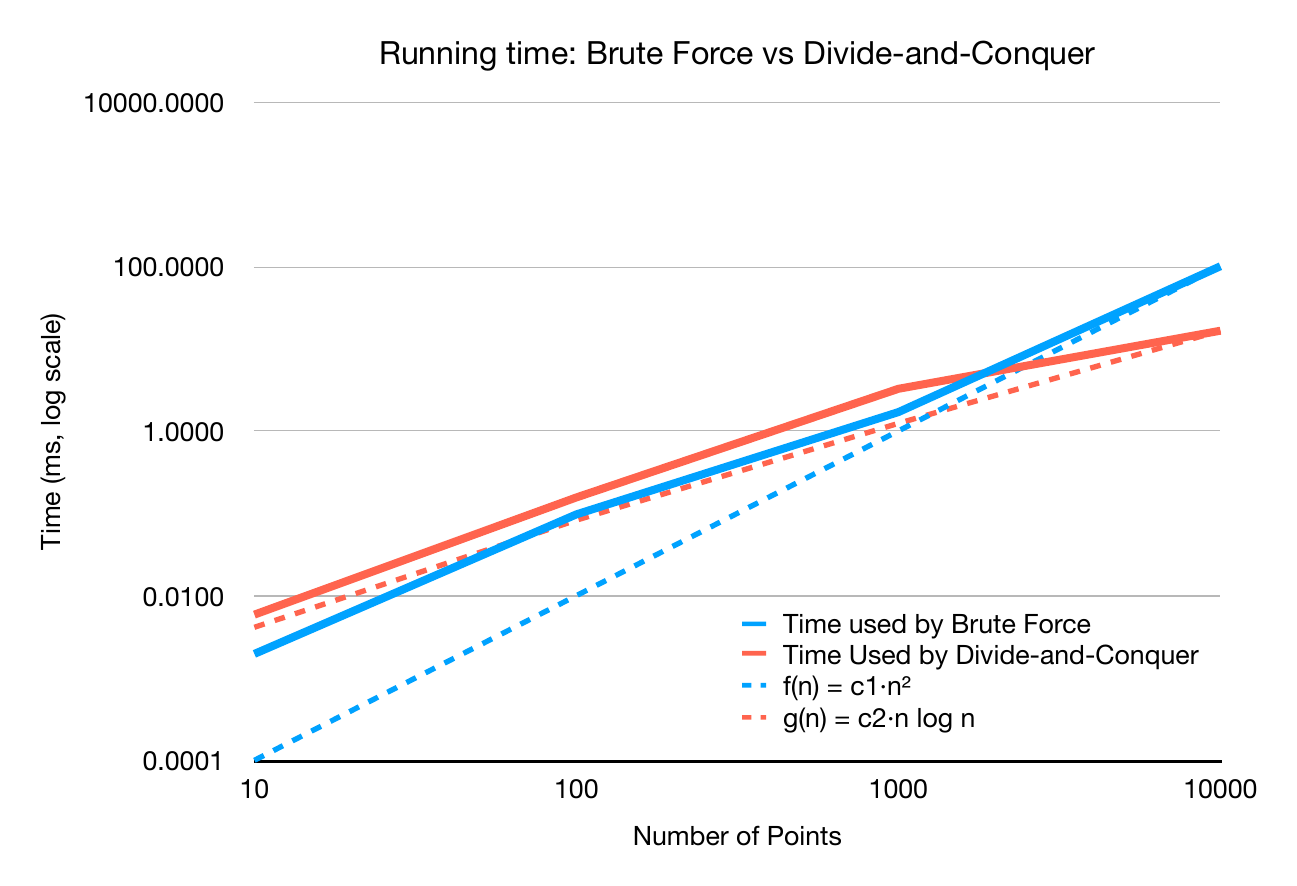 Running time: Brute Force vs Divide-and-Conquer
10000.0000
100.0000
1.0000
0.0100
0.0001
Time (ms, log scale)
Time used by Brute Force
Time Used by Divide-and-Conquer
f(n) = c1·n²
g(n) = c2·n log n
10 100 1000 10000
Number of Points